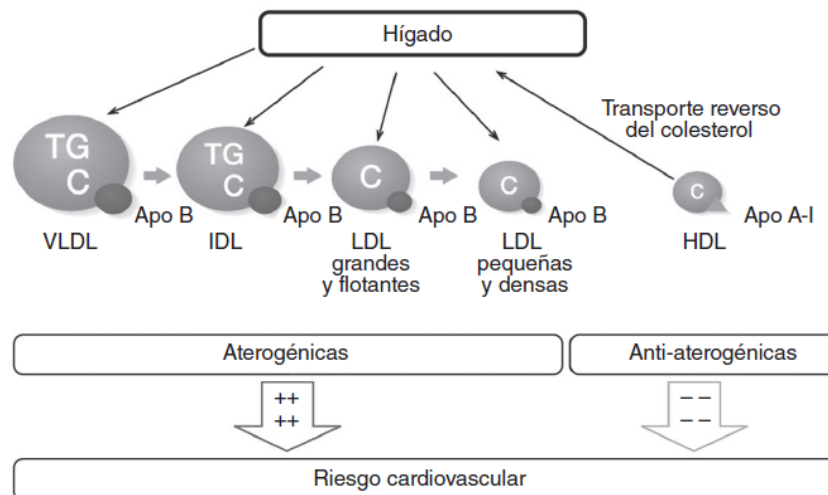 Hígado
Transporte reverso
del colesterol
TG
C
TG
C
C
C
C
Apo B
Apo B
Apo B
Apo B
Apo A-I
VLDL
IDL
LDL
grandes
y flotantes
LDL
pequeñas
y densas
HDL
Aterogénicas
Anti-aterogénicas
++
++
– –
– –
Riesgo cardiovascular